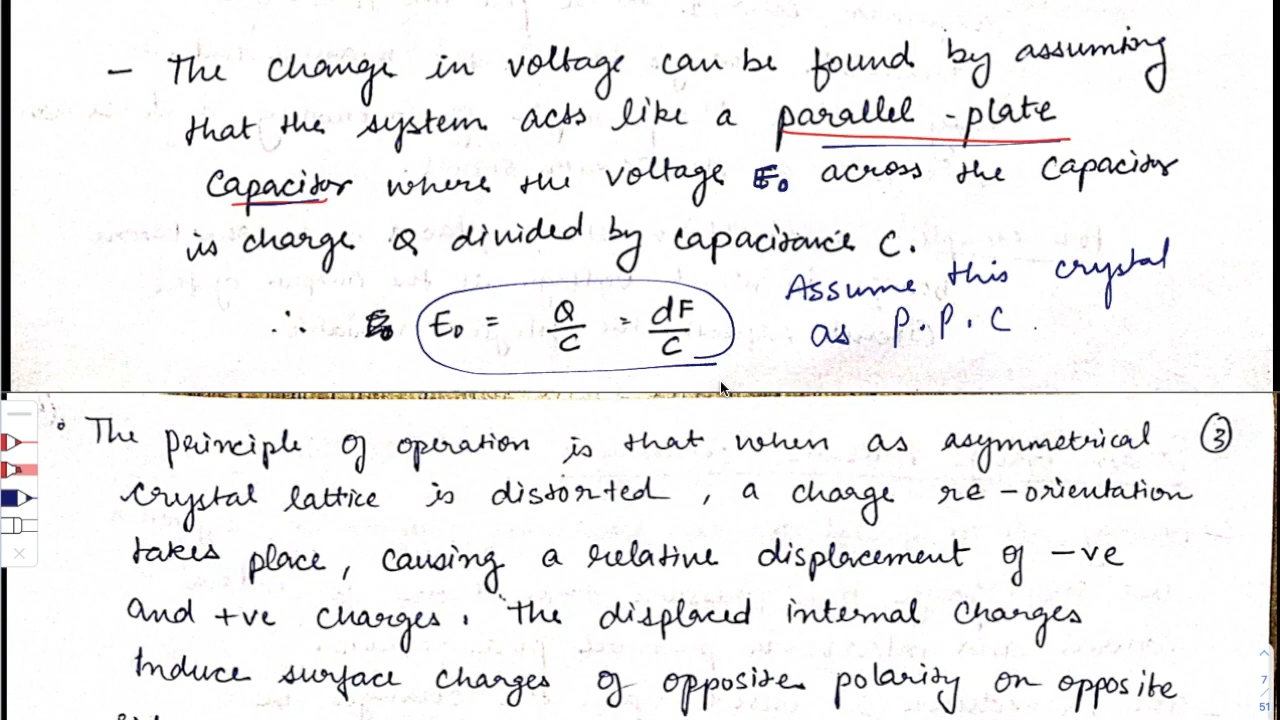 - The change in voltage can be found by assuming
that the system acts like a parallel-plate
capacitor where the voltage E₀ across the capacitor
is charge Q divided by capacitance C.
∴ E₀ = Q/C = dF/C
Assume this crystal
as P.P.C.
• The principle of operation is that when as asymmetrical ③
crystal lattice is distorted, a charge re-orientation
takes place, causing a relative displacement of -ve
and +ve charges. The displaced internal charges
Induce surface charges of opposite polarity on opposite
7
/
51